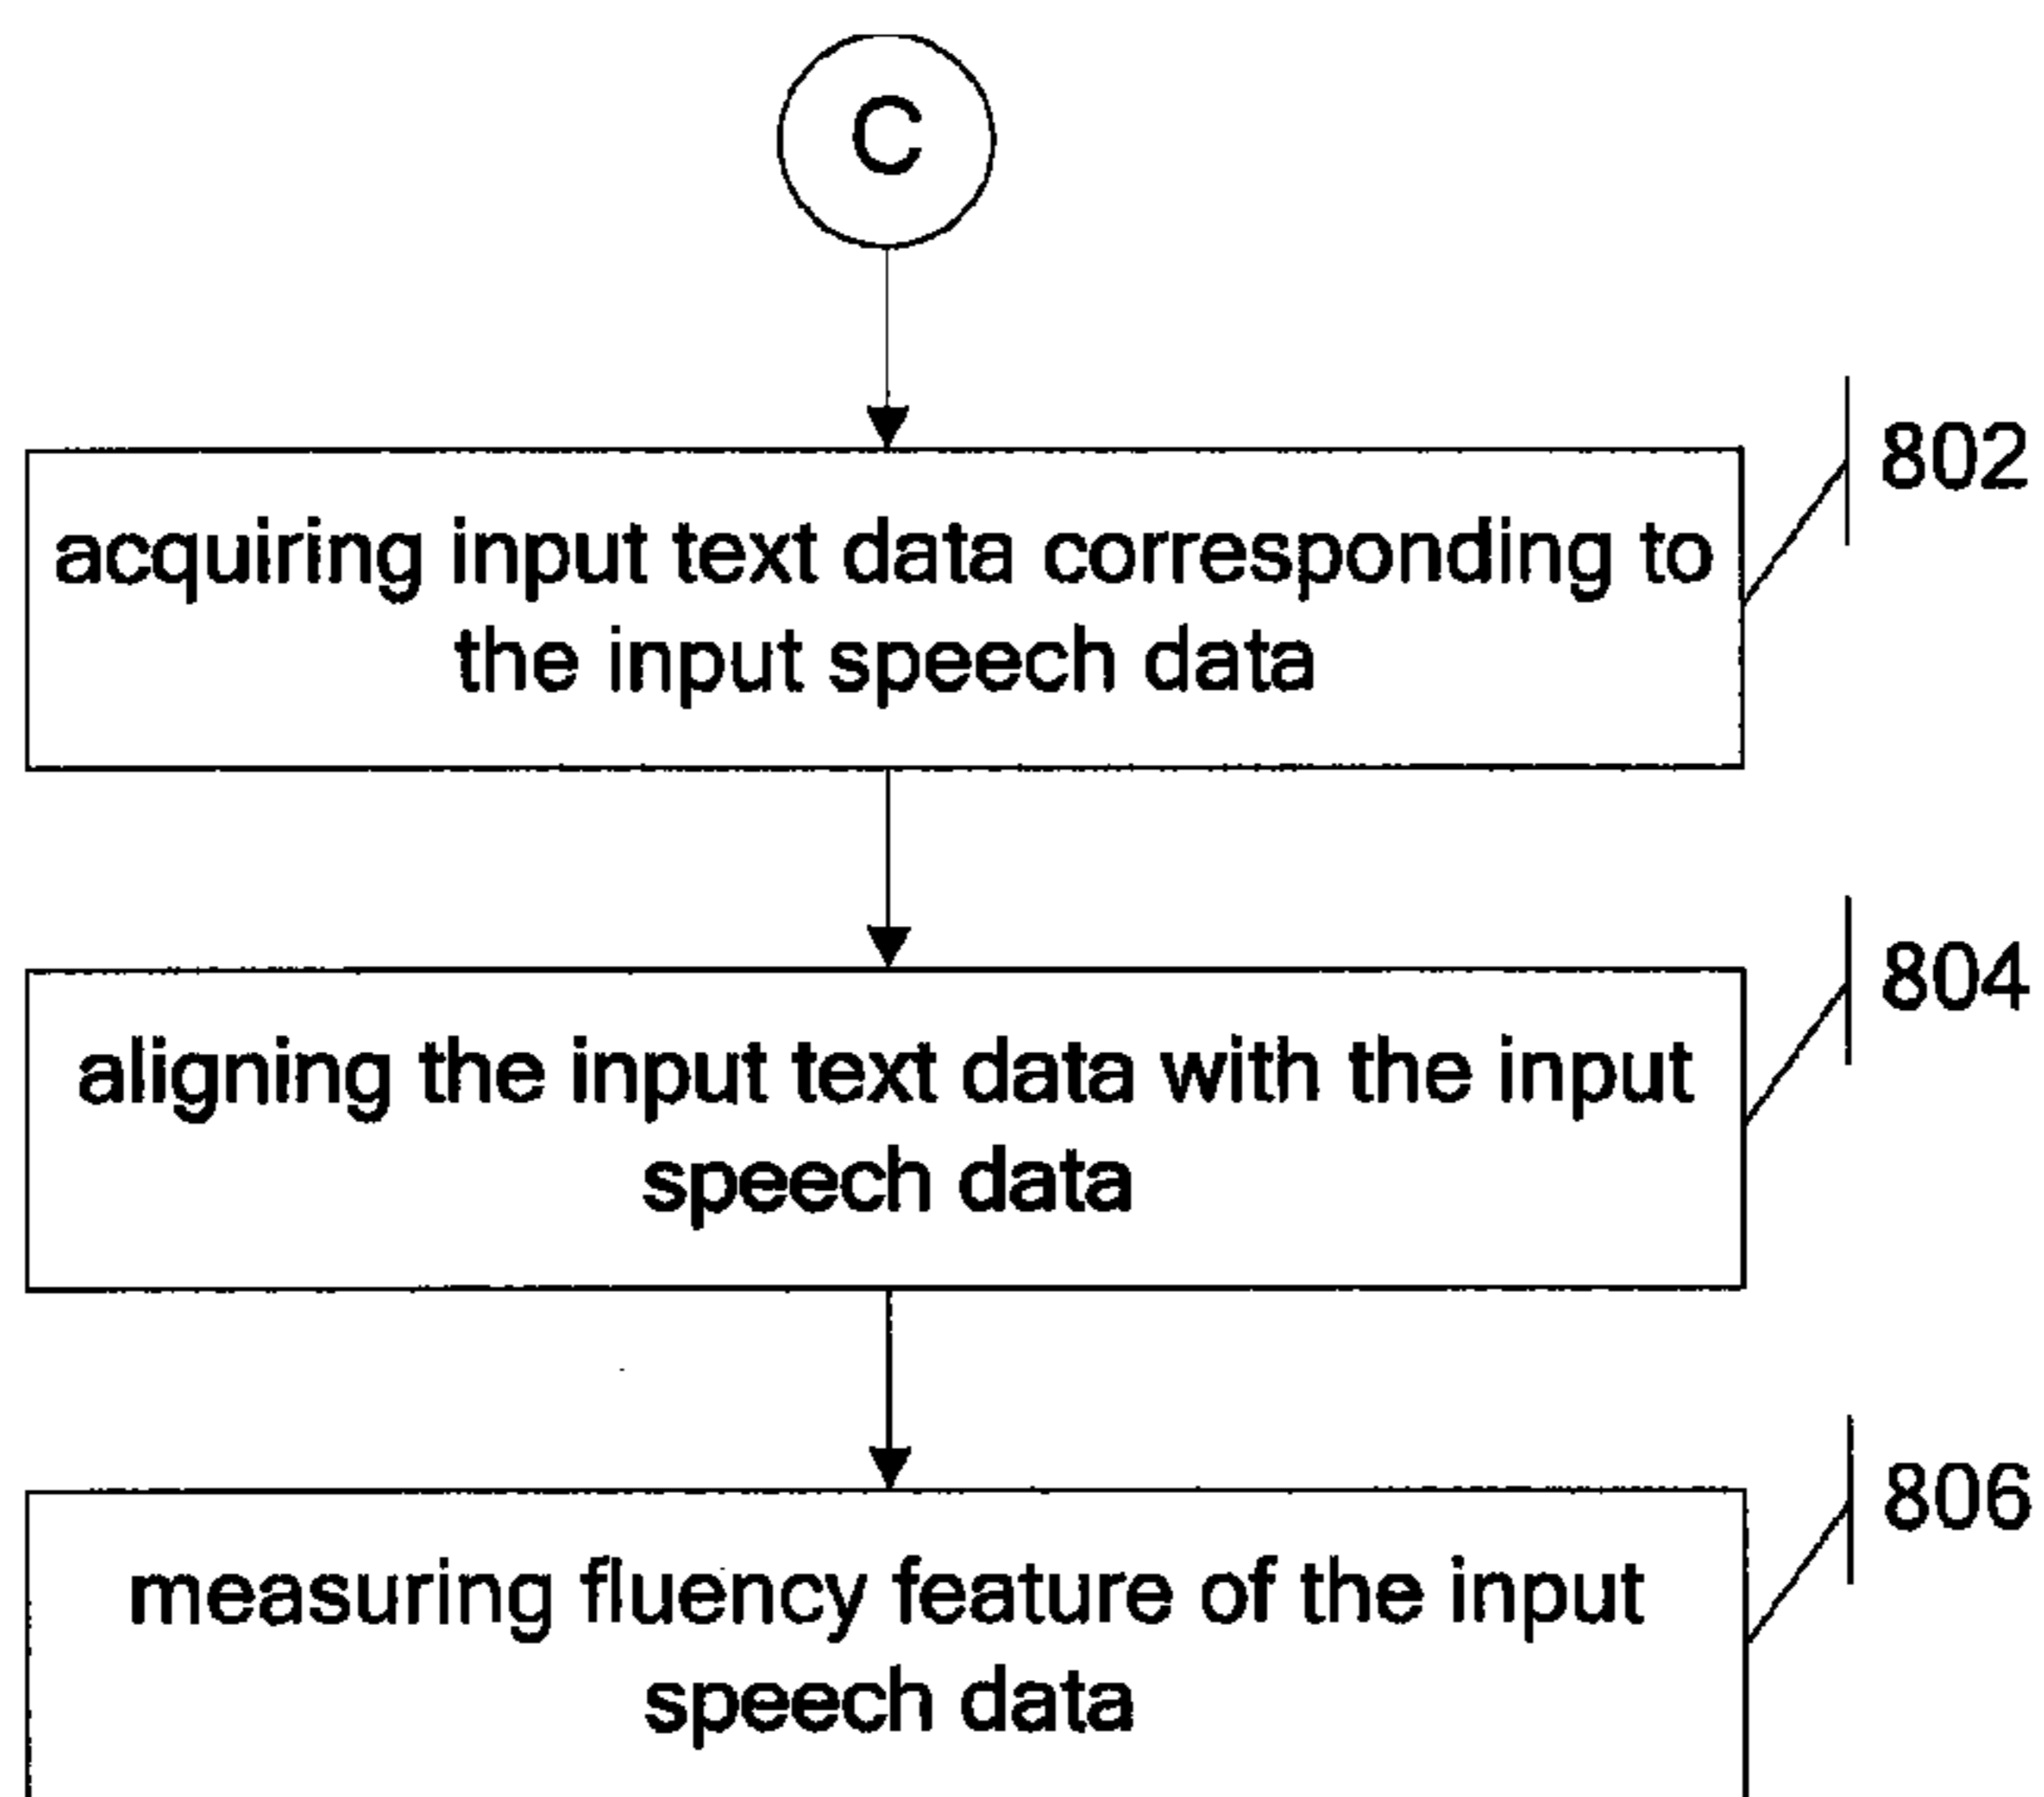 C
802
acquiring input text data corresponding to
the input speech data
804
aligning the input text data with the input
speech data
806
measuring fluency feature of the input
speech data